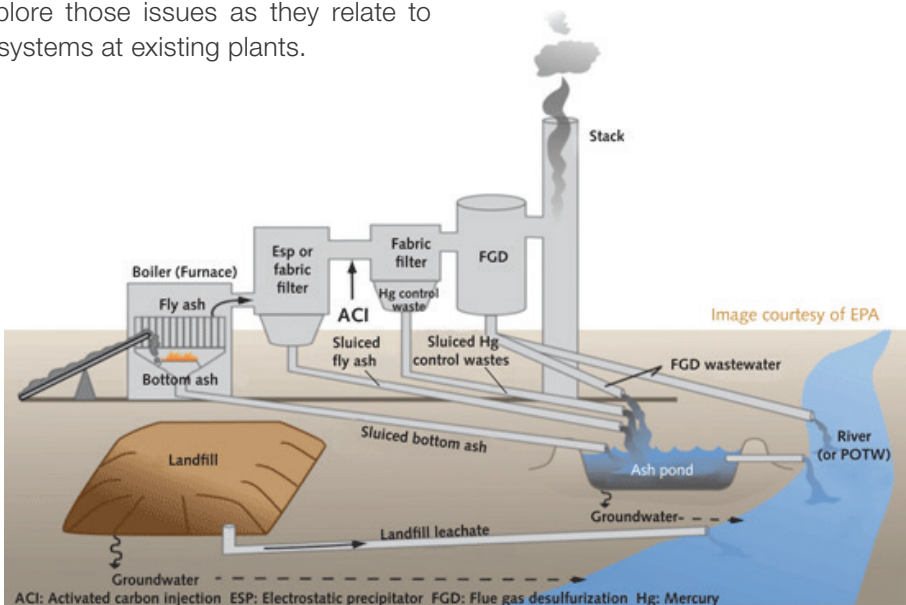 plore those issues as they relate to
systems at existing plants.
Stack
Esp or
fabric
filter
Fabric
filter
FGD
Boiler (Furnace)
Fly ash
Hg control
waste
ACI
Image courtesy of EPA
Sluiced
fly ash
Sluiced Hg
control wastes
FGD wastewater
Bottom ash
Sluiced bottom ash
River
(or POTW)
Landfill
Ash pond
Groundwater
Landfill leachate
Groundwater
ACI: Activated carbon injection ESP: Electrostatic precipitator FGD: Flue gas desulfurization Hg: Mercury